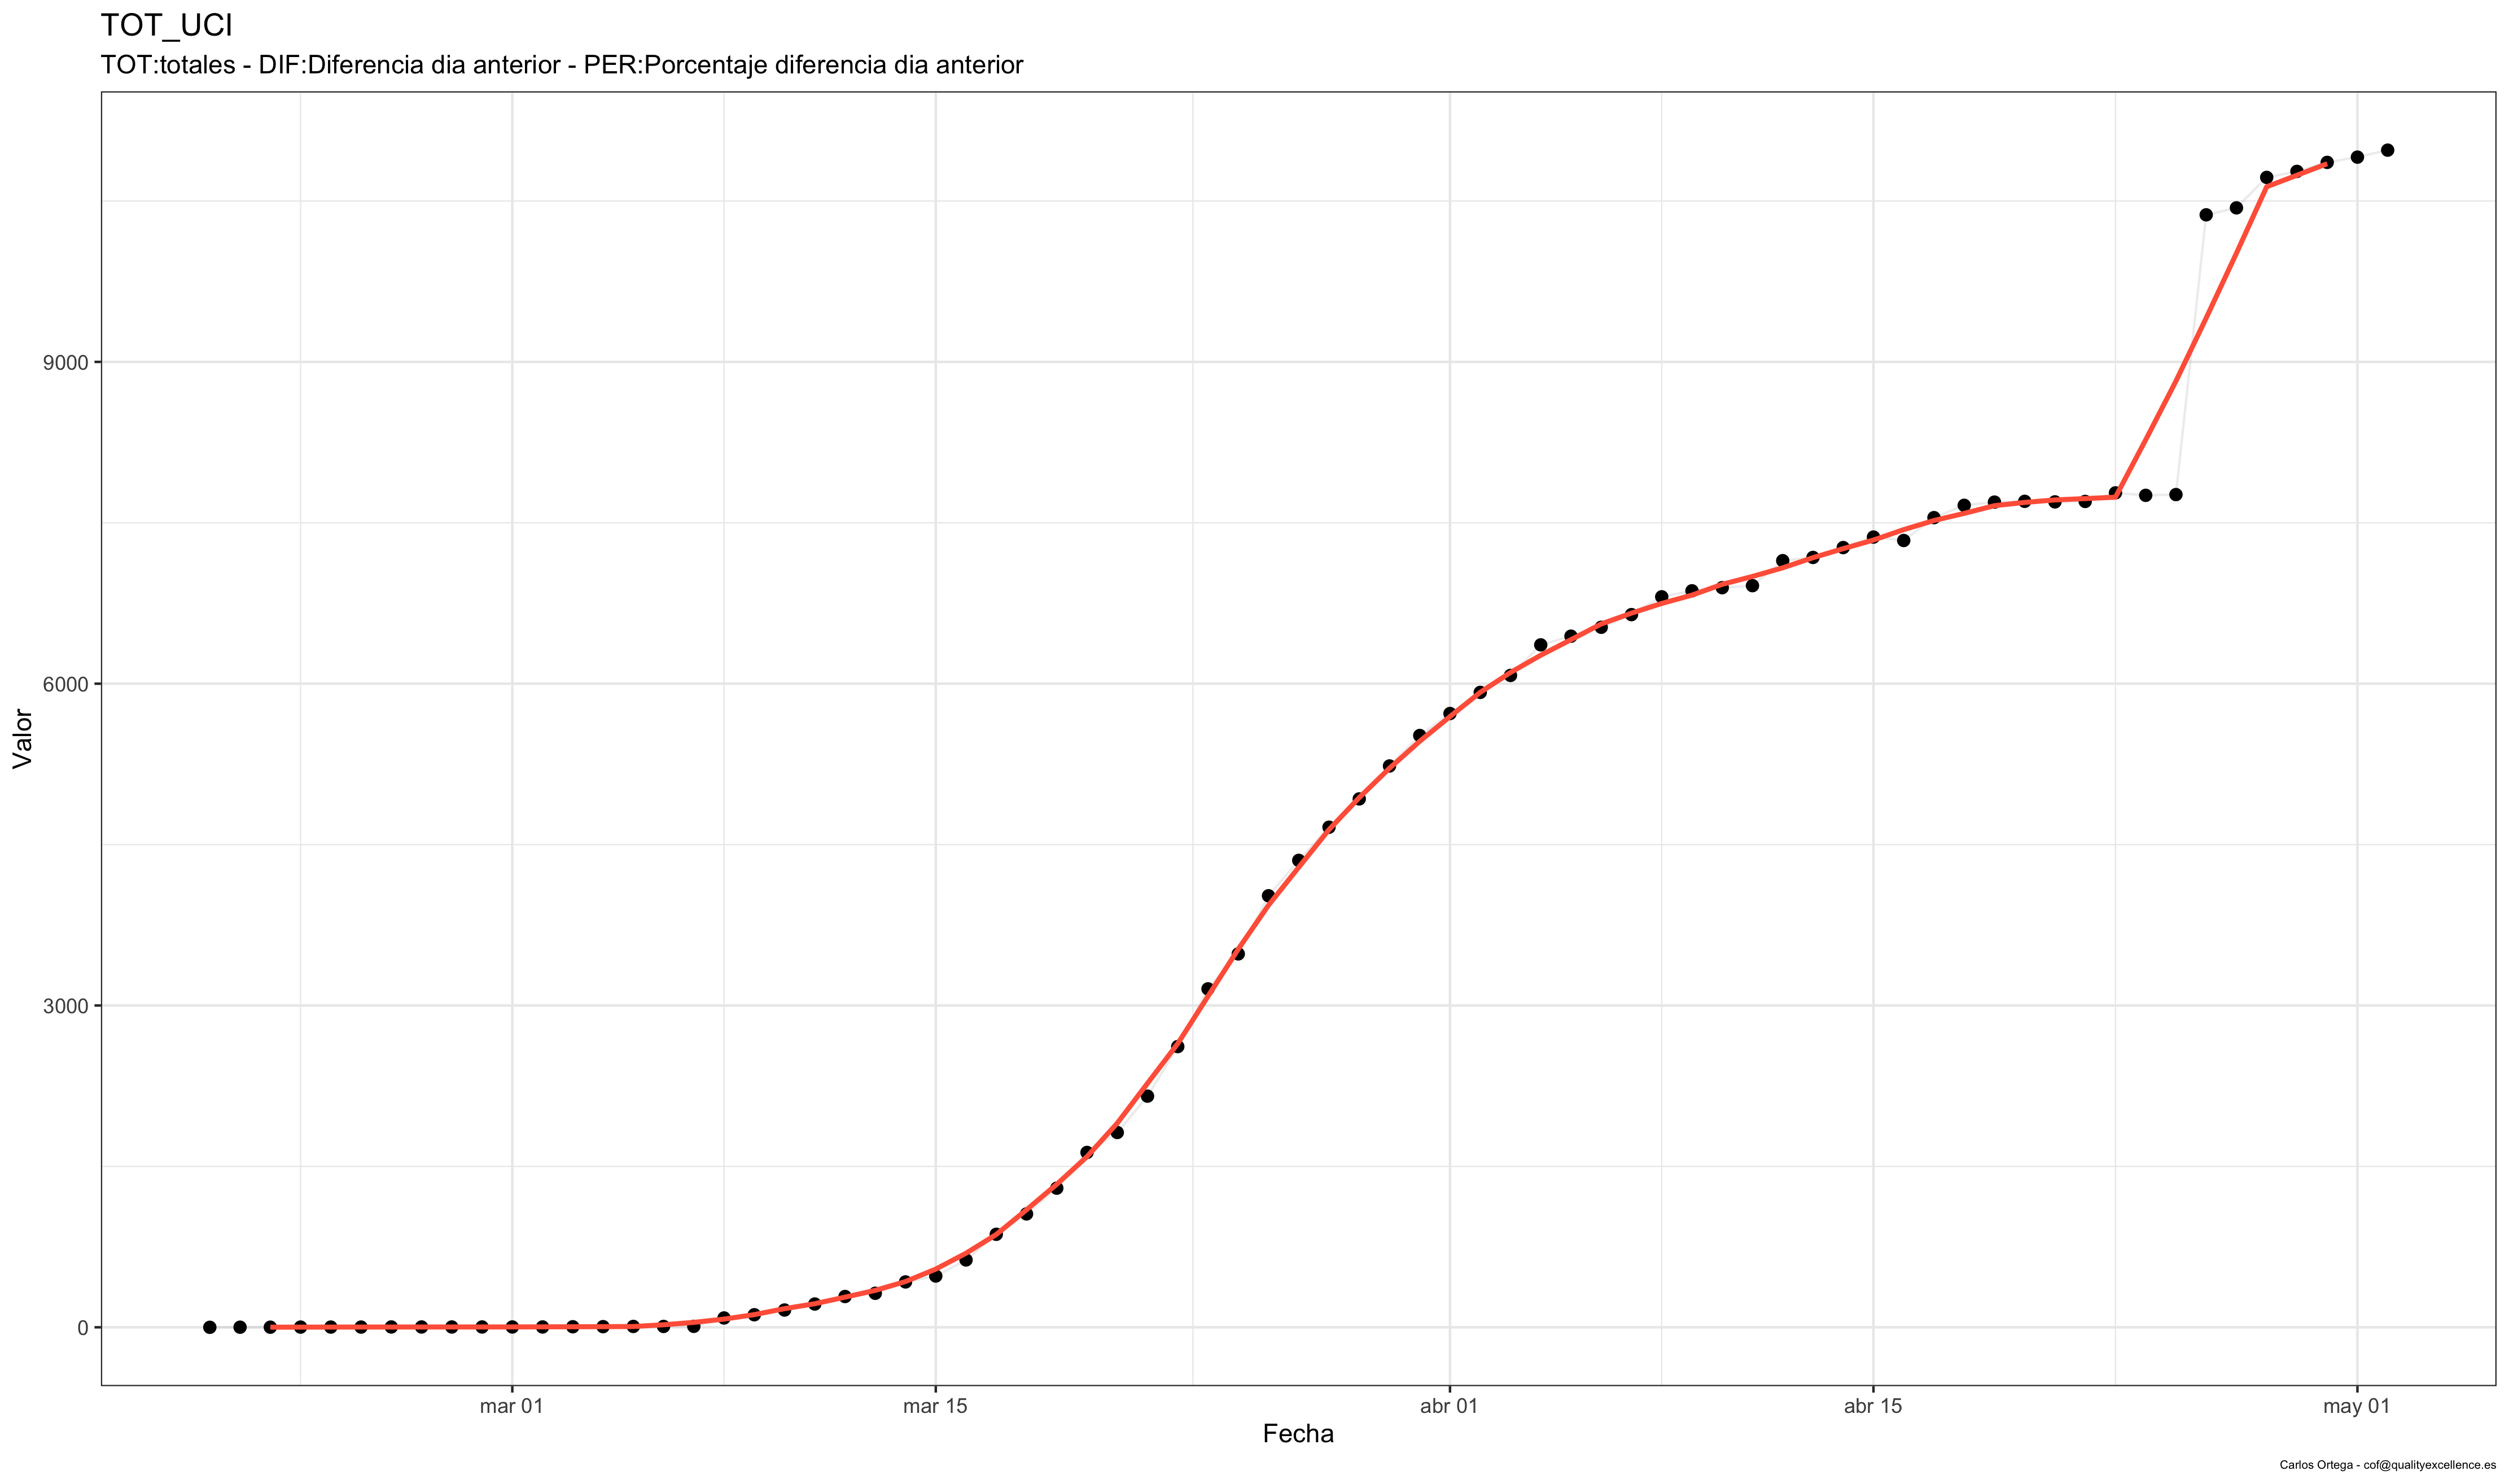 TOT_UCI
TOT:totales - DIF:Diferencia dia anterior - PER:Porcentaje diferencia dia anterior
Valor
9000
6000
3000
0
mar 01
mar 15
abr 01
abr 15
may 01
Fecha
Carlos Ortega - cof@qualityexcellence.es